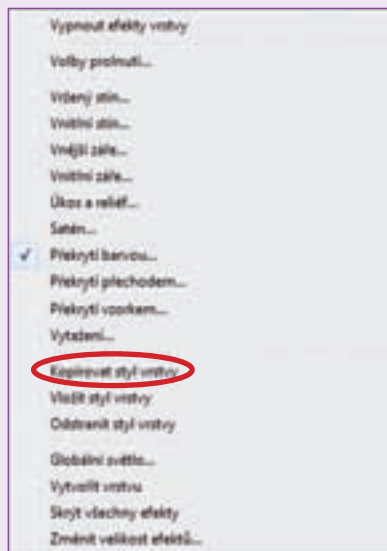 Vypnout efekty vrstvy
Volby prolnutí...
Vržený stín...
Vnitřní stín...
Vnější záře...
Vnitřní záře...
Úkos a reliéf...
Satén...
Překrytí barvou...
Překrytí přechodem...
Překrytí vzorkem...
Vytažení...
Kopírovat styl vrstvy
Vložit styl vrstvy
Odstranit styl vrstvy
Globální světlo...
Vytvořit vrstvu
Skrýt všechny efekty
Změnit velikost efektů...